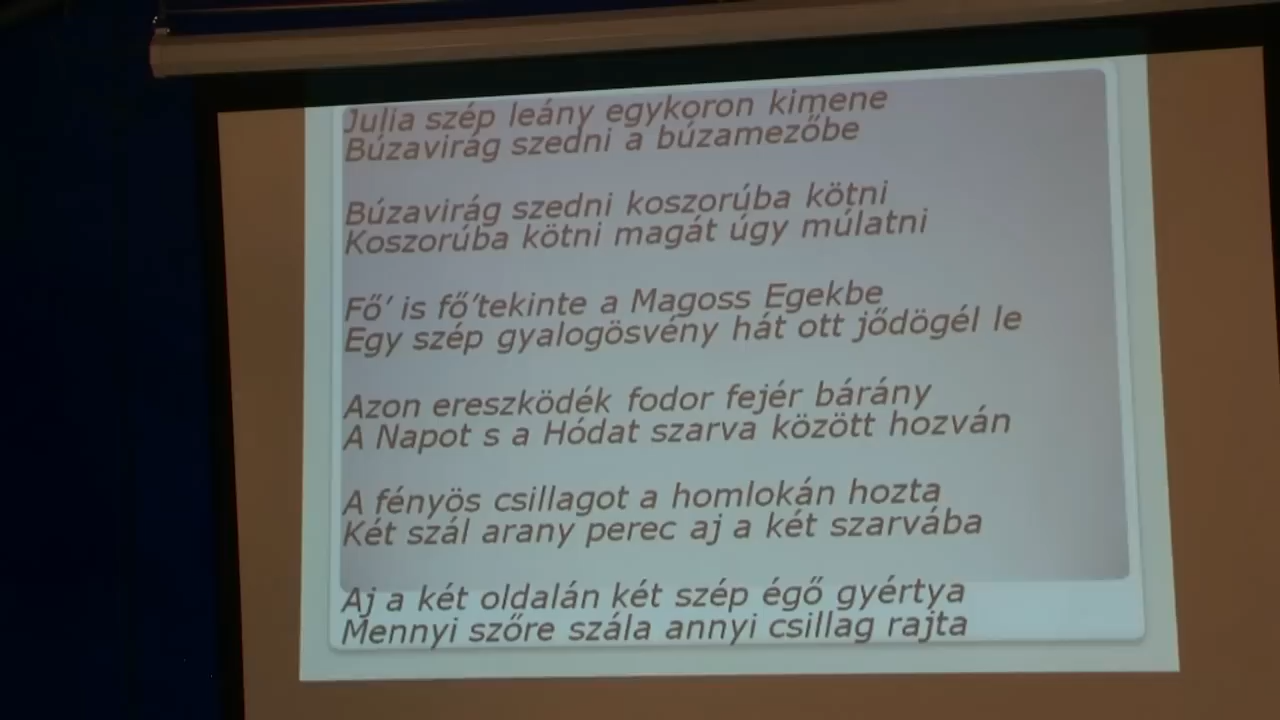 Julia szép leány egykoron kimene
Búzavirág szedni a búzamezőbe
Búzavirág szedni koszorúba kötni
Koszorúba kötni magát úgy múlatni
Fő' is fő'tekinte a Magoss Egekbe
Egy szép gyalogösvény hát ott jődögél le
Azon ereszködék fodor fejér bárány
A Napot s a Hódat szarva között hozván
A fényös csillagot a homlokán hozta
Két szál arany perec aj a két szarvába
Aj a két oldalán két szép égő gyértya
Mennyi szőre szála annyi csillag rajta